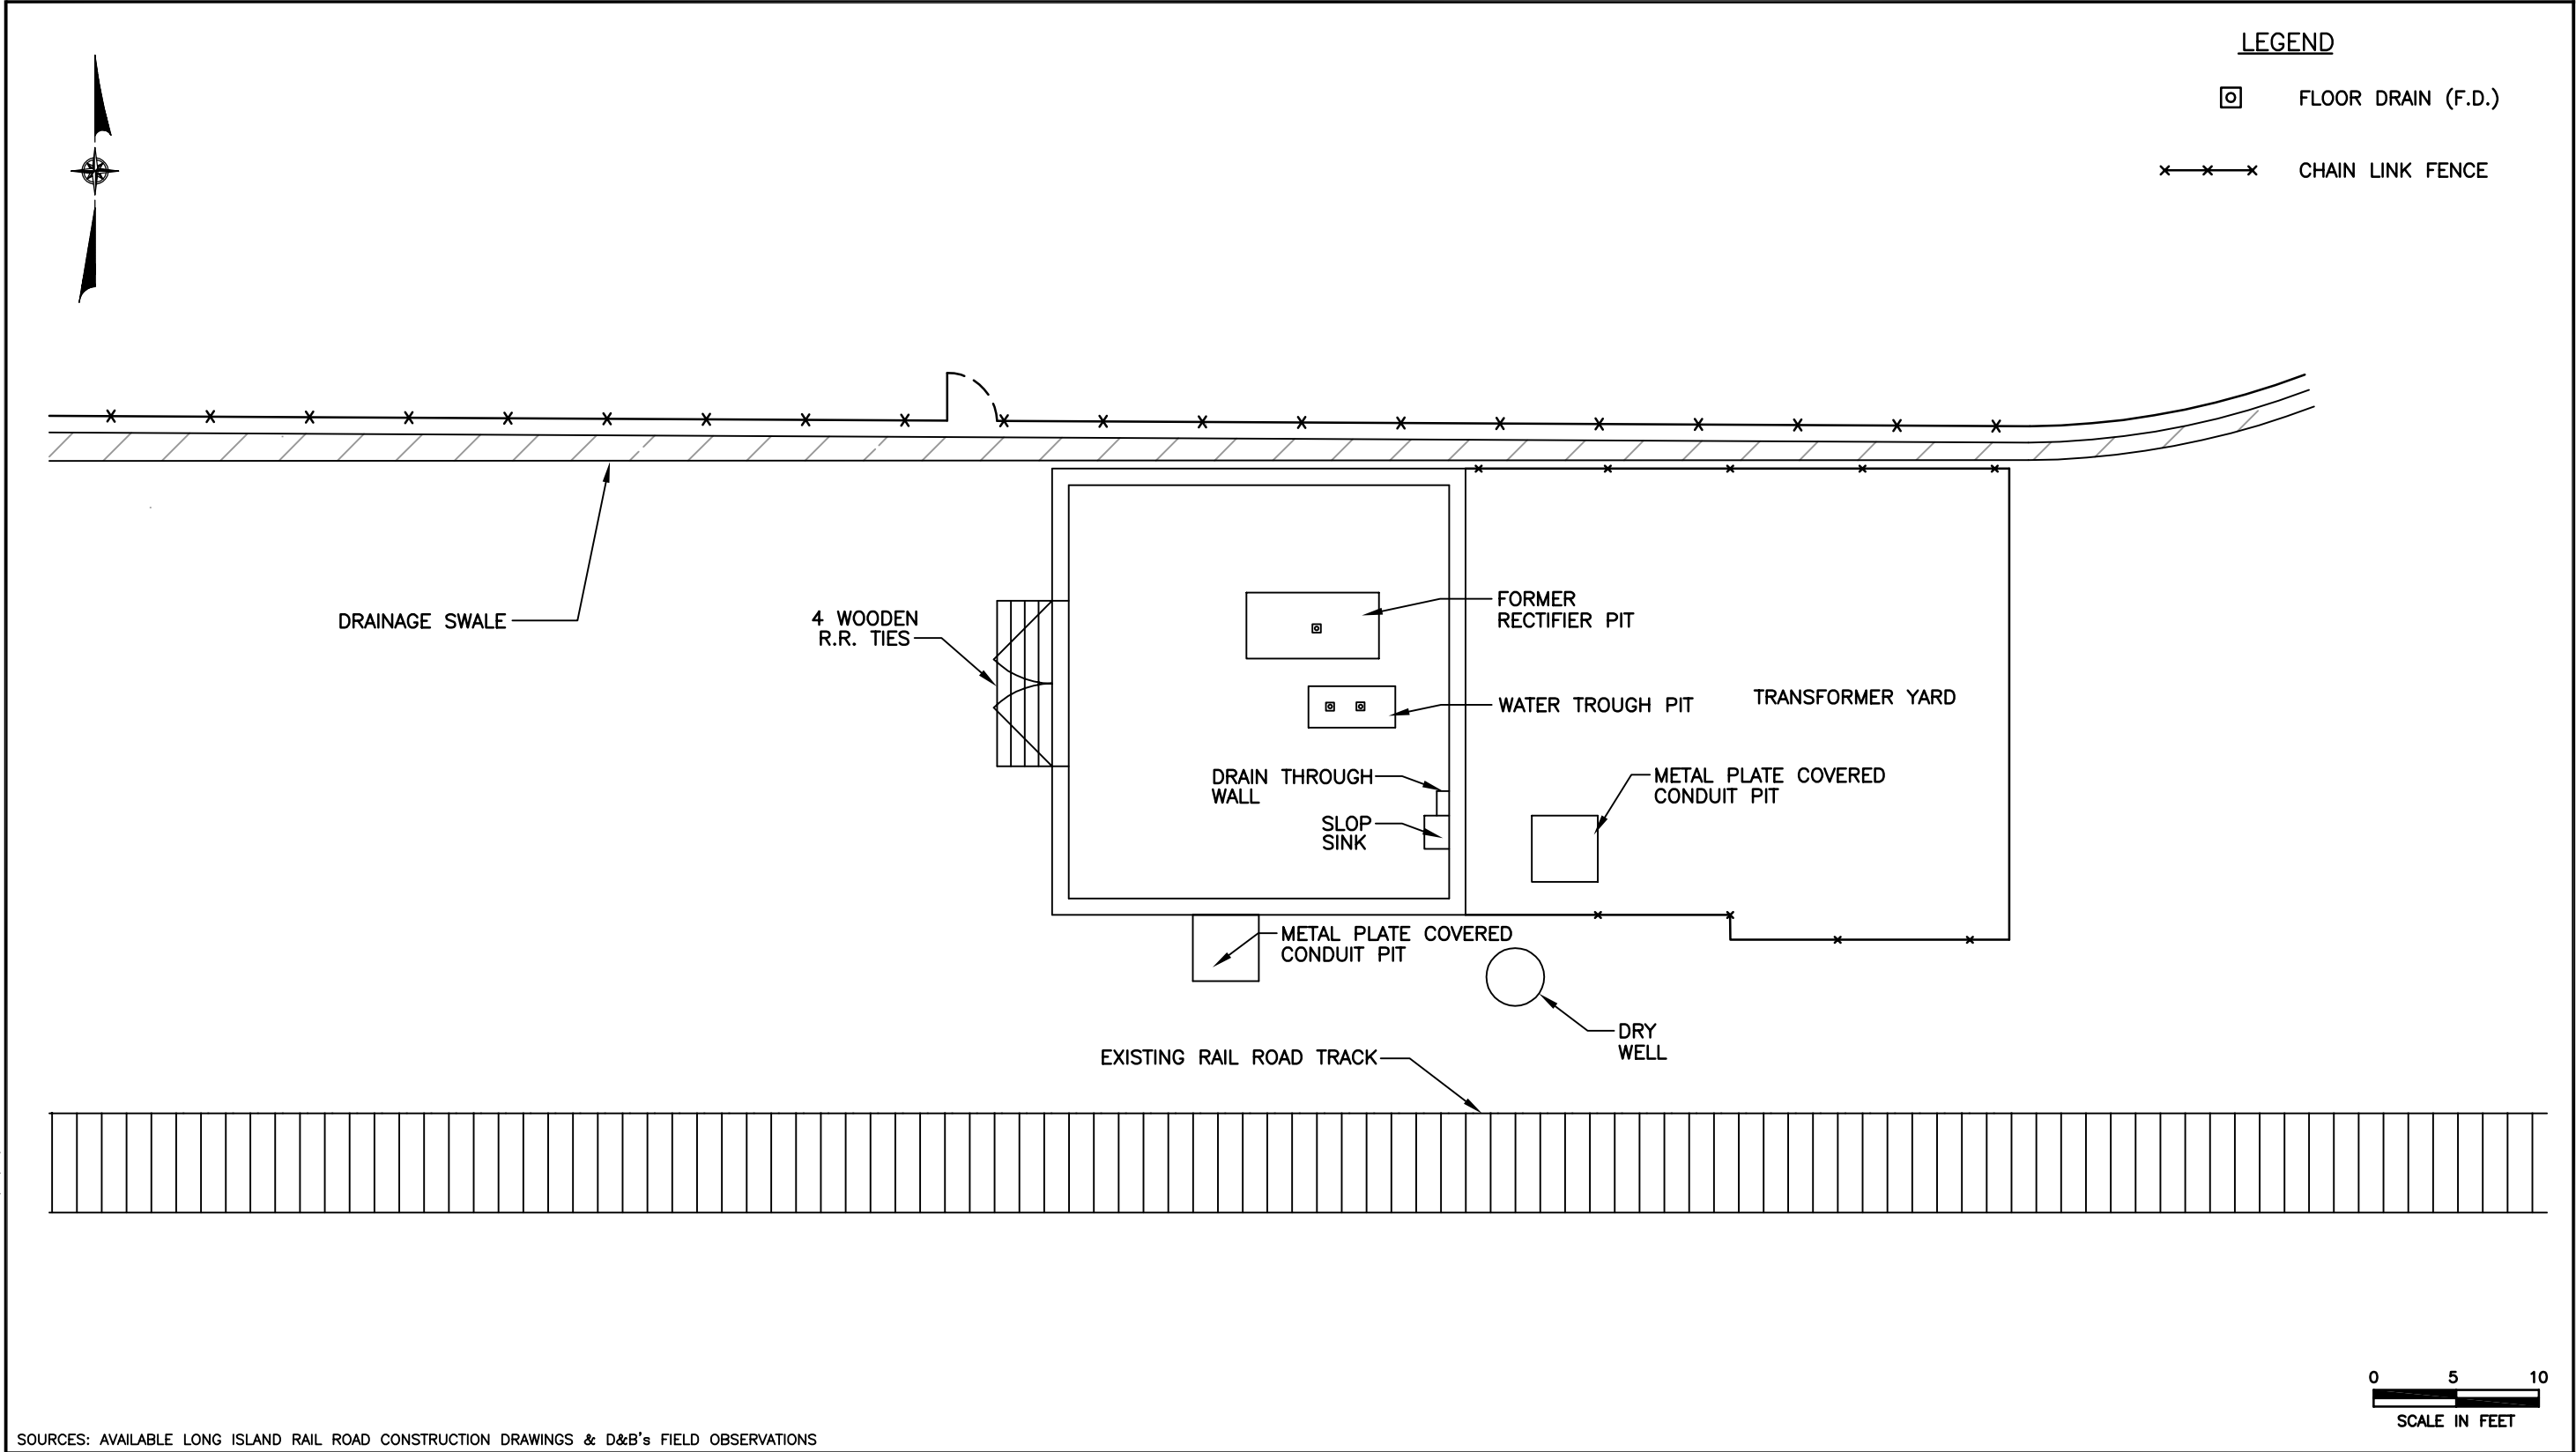 LEGEND
FLOOR DRAIN (F.D.)
CHAIN LINK FENCE
DRAINAGE SWALE
4 WOODEN
R.R. TIES
FORMER
RECTIFIER PIT
WATER TROUGH PIT
TRANSFORMER YARD
DRAIN THROUGH
WALL
SLOP
SINK
METAL PLATE COVERED
CONDUIT PIT
METAL PLATE COVERED
CONDUIT PIT
DRY
WELL
EXISTING RAIL ROAD TRACK
0 5 10
SCALE IN FEET
SOURCES: AVAILABLE LONG ISLAND RAIL ROAD CONSTRUCTION DRAWINGS & D&B's FIELD OBSERVATIONS